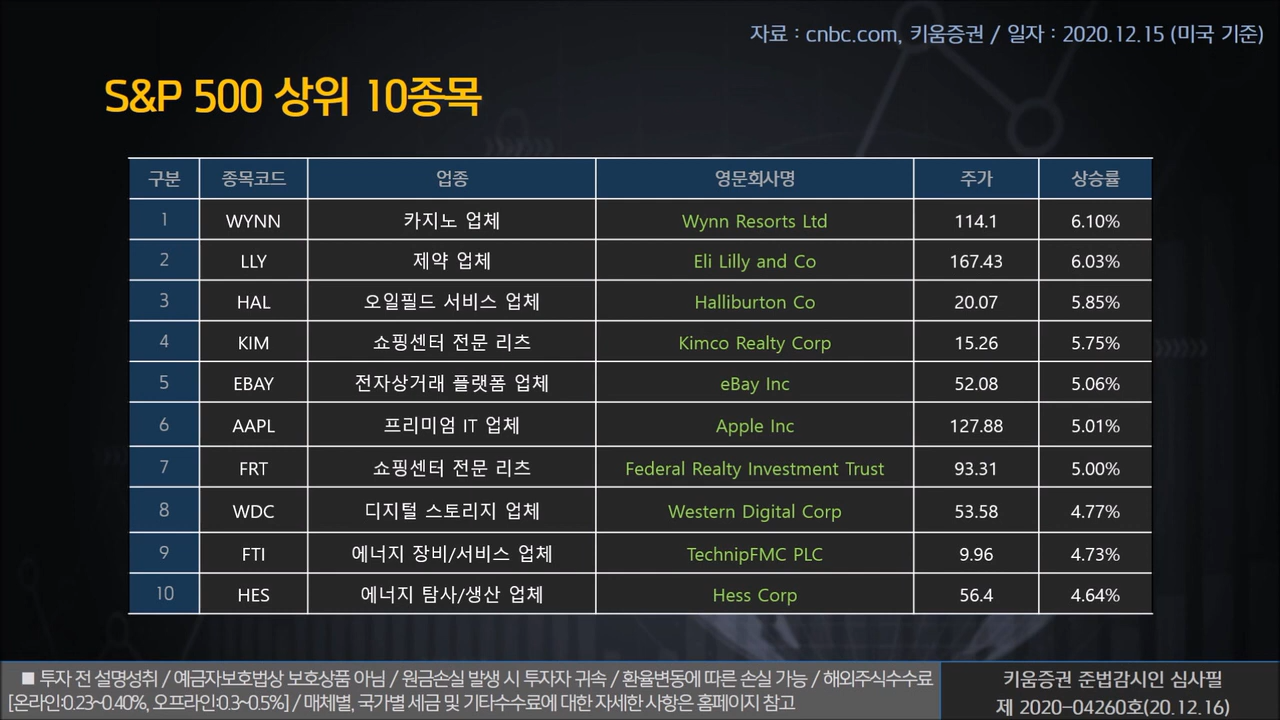 자료 : cnbc.com, 키움증권 / 일자 : 2020.12.15 (미국 기준)
S&P 500 상위 10종목
구분 종목코드 업종 영문회사명 주가 상승률
1 WYNN 카지노 업체 Wynn Resorts Ltd 114.1 6.10%
2 LLY 제약 업체 Eli Lilly and Co 167.43 6.03%
3 HAL 오일필드 서비스 업체 Halliburton Co 20.07 5.85%
4 KIM 쇼핑센터 전문 리츠 Kimco Realty Corp 15.26 5.75%
5 EBAY 전자상거래 플랫폼 업체 eBay Inc 52.08 5.06%
6 AAPL 프리미엄 IT 업체 Apple Inc 127.88 5.01%
7 FRT 쇼핑센터 전문 리츠 Federal Realty Investment Trust 93.31 5.00%
8 WDC 디지털 스토리지 업체 Western Digital Corp 53.58 4.77%
9 FTI 에너지 장비/서비스 업체 TechnipFMC PLC 9.96 4.73%
10 HES 에너지 탐사/생산 업체 Hess Corp 56.4 4.64%
■ 투자 전 설명성취 / 예금자보호법상 보호상품 아님 / 원금손실 발생 시 투자자 귀속 / 환율변동에 따른 손실 가능 / 해외주식수수료
[온라인:0.23~0.40%, 오프라인:0.3~0.5%] / 매체별, 국가별 세금 및 기타수수료에 대한 자세한 사항은 홈페이지 참고
키움증권 준법감시인 심사필
제 2020-04260호(20.12.16)